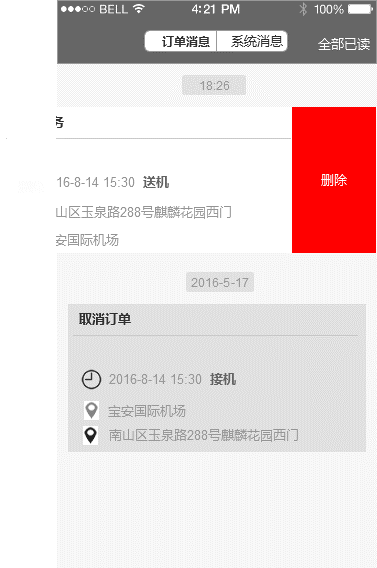 BELL 4:21 PM 100%
订单消息 系统消息 全部已读
18:26
务
16-8-14 15:30 送机
山区玉泉路288号麒麟花园西门
安国际机场
删除
2016-5-17
取消订单
2016-8-14 15:30 接机
宝安国际机场
南山区玉泉路288号麒麟花园西门